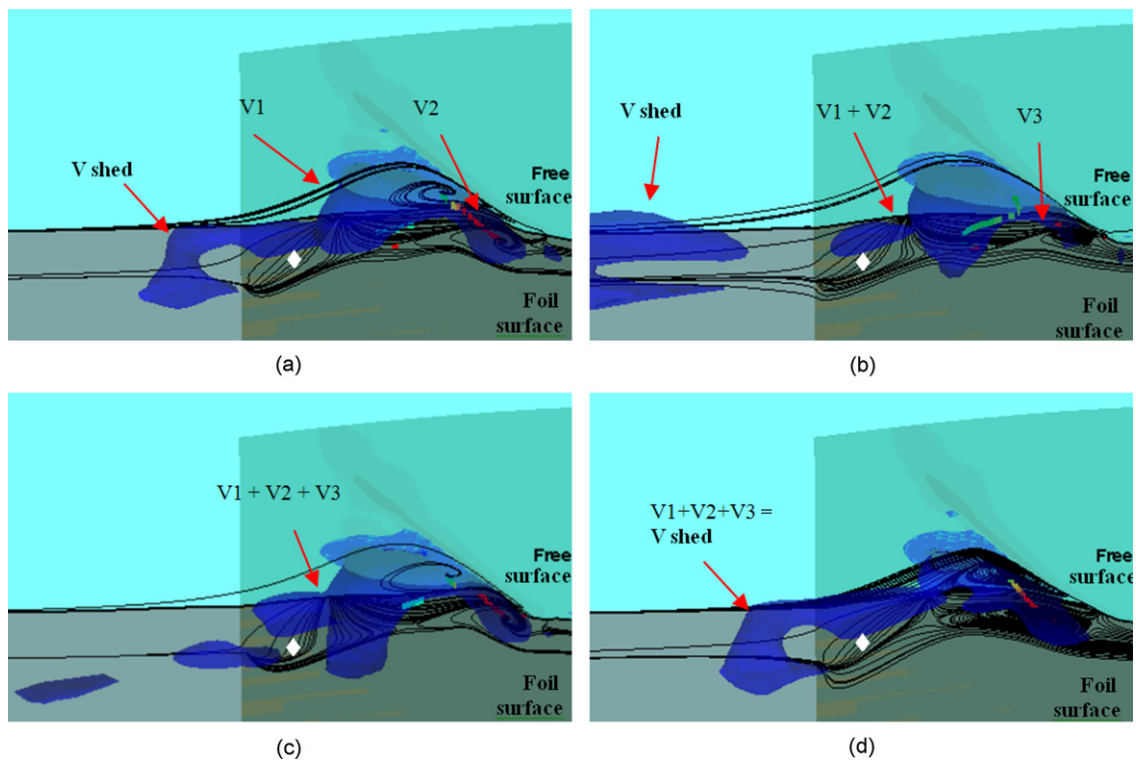 V1
V2
V shed
Free
surface
Foil
surface
(a)
V shed
V1 + V2
V3
Free
surface
Foil
surface
(b)
V1 + V2 + V3
Free
surface
Foil
surface
(c)
V1+V2+V3 =
V shed
Free
surface
Foil
surface
(d)